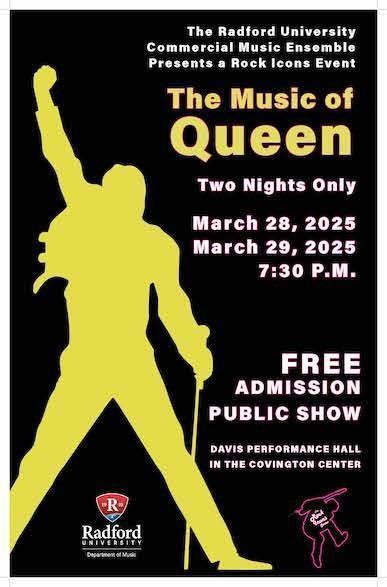 The Radford University
Commercial Music Ensemble
Presents a Rock Icons Event
The Music of
Queen
Two Nights Only
March 28, 2025
March 29, 2025
7:30 P.M.
FREE
ADMISSION
PUBLIC SHOW
DAVIS PERFORMANCE HALL
IN THE COVINGTON CENTER
R
Radford
UNIVERSITY
Department of Music